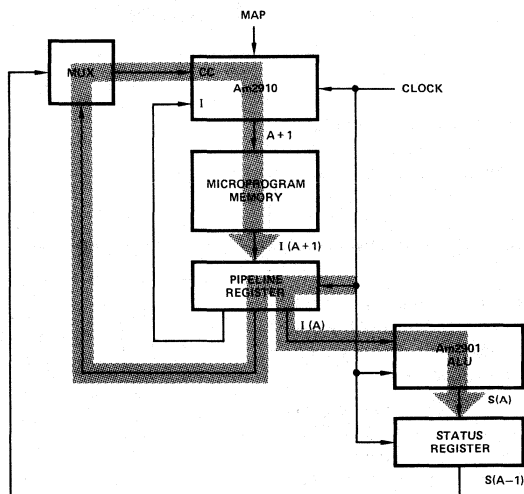 MAP
MUX
CC
Am2910
I
CLOCK
A + 1
MICROPROGRAM
MEMORY
I (A + 1)
PIPELINE
REGISTER
I (A)
Am2901
ALU
S(A)
STATUS
REGISTER
S(A−1)